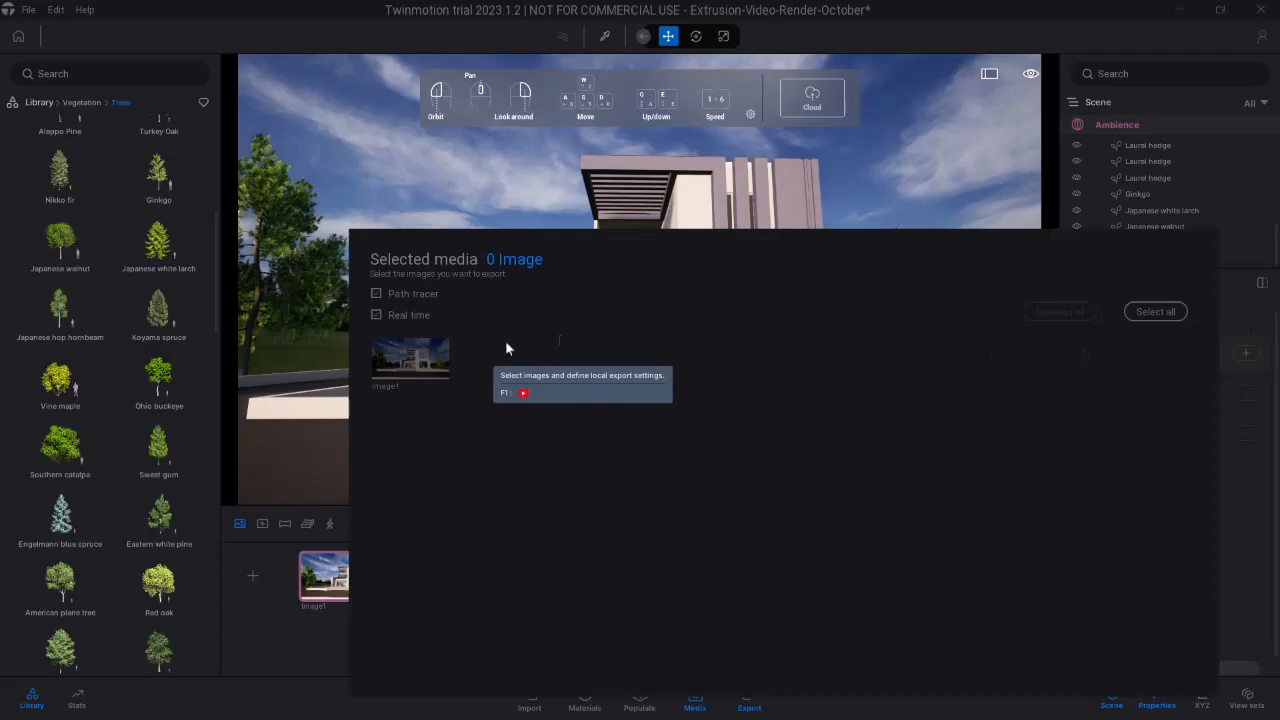 File Edit Help
Twinmotion trial 2023.1.2 | NOT FOR COMMERCIAL USE - Extrusion-Video-Render-October*
Search
Library Vegetation Trees
Aleppo Pine Turkey Oak
Nikko fir Ginkgo
Japanese walnut Japanese white larch
Japanese hop hornbeam Koyama spruce
Vine maple Ohio buckeye
Southern catalpa Sweet gum
Engelmann blue spruce Eastern white pine
American plane tree Red oak
Library Stats
Pan
Orbit Look around Move Up/down Speed Cloud
W
A S D
Q E
1 - 6
Selected media 0 Image
Select the images you want to export
Path tracer
Real time
Deselect all Select all
Image1
Select images and define local export settings.
F1 :
Image1
Import Materials Populate Media Export
Search
Scene All
Ambience
Laurel hedge
Laurel hedge
Laurel hedge
Ginkgo
Japanese white larch
Japanese walnut
Scene Properties XYZ View sets